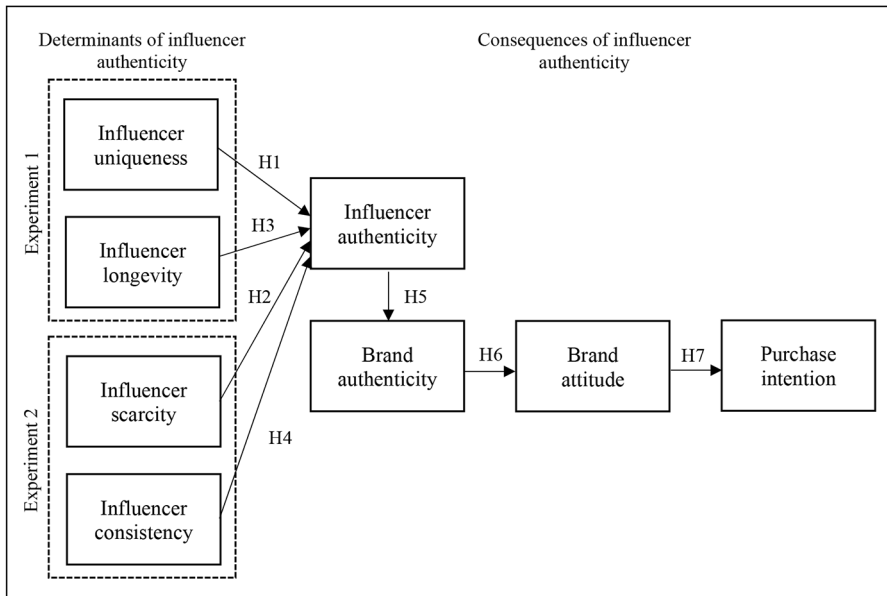 Determinants of influencer
authenticity
Consequences of influencer
authenticity
Experiment 1
Influencer
uniqueness
H1
Influencer
longevity
H3
Influencer
authenticity
H2
H5
Experiment 2
Influencer
scarcity
H4
Influencer
consistency
Brand
authenticity
H6
Brand
attitude
H7
Purchase
intention